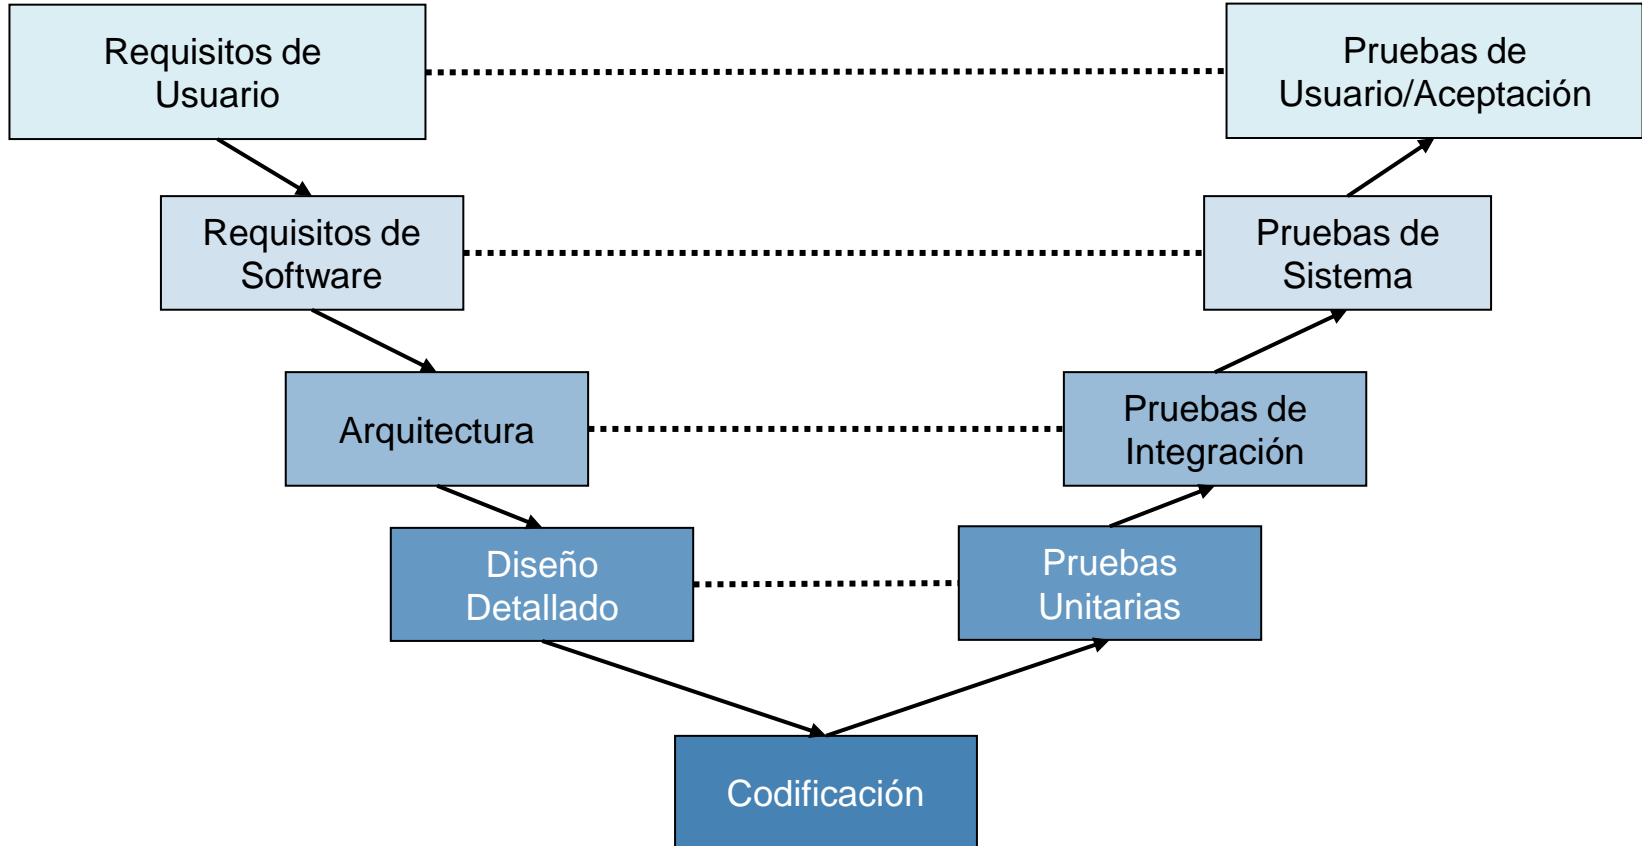 Requisitos de
Usuario
Pruebas de
Usuario/Aceptación
Requisitos de
Software
Pruebas de
Sistema
Arquitectura
Pruebas de
Integración
Diseño
Detallado
Pruebas
Unitarias
Codificación